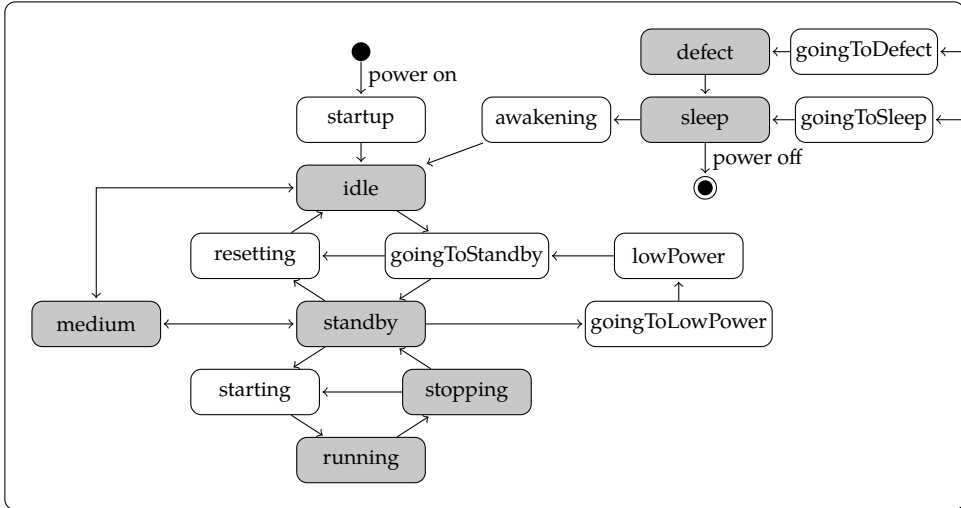 power on
defect
goingToDefect
startup
awakening
sleep
goingToSleep
power off
idle
resetting
goingToStandby
lowPower
medium
standby
goingToLowPower
starting
stopping
running